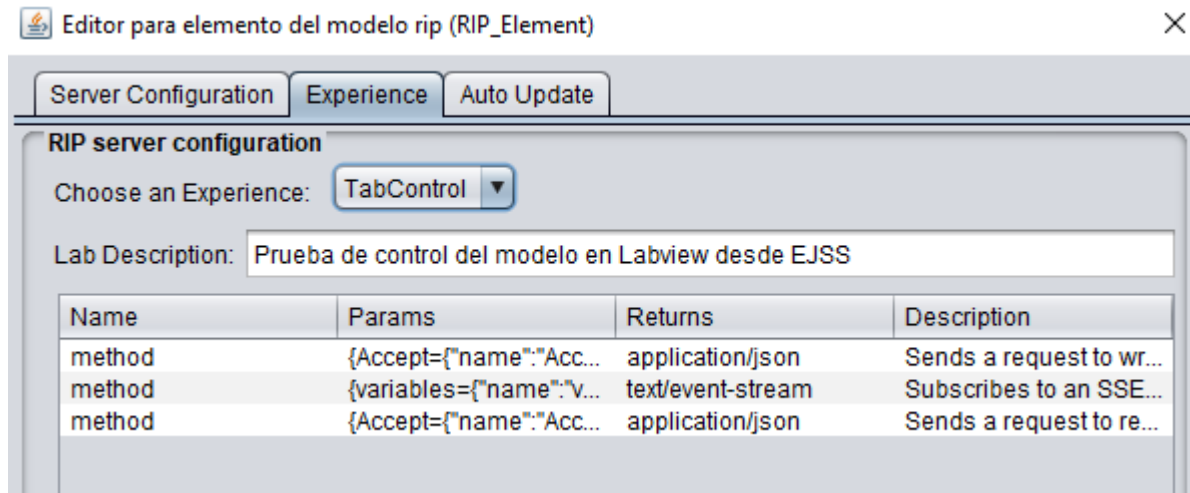 Editor para elemento del modelo rip (RIP_Element)
Server Configuration Experience Auto Update
RIP server configuration
Choose an Experience: TabControl
Lab Description: Prueba de control del modelo en Labview desde EJSS
Name Params Returns Description
method {Accept={"name":"Acc... application/json Sends a request to wr...
method {variables={"name":"v... text/event-stream Subscribes to an SSE...
method {Accept={"name":"Acc... application/json Sends a request to re...